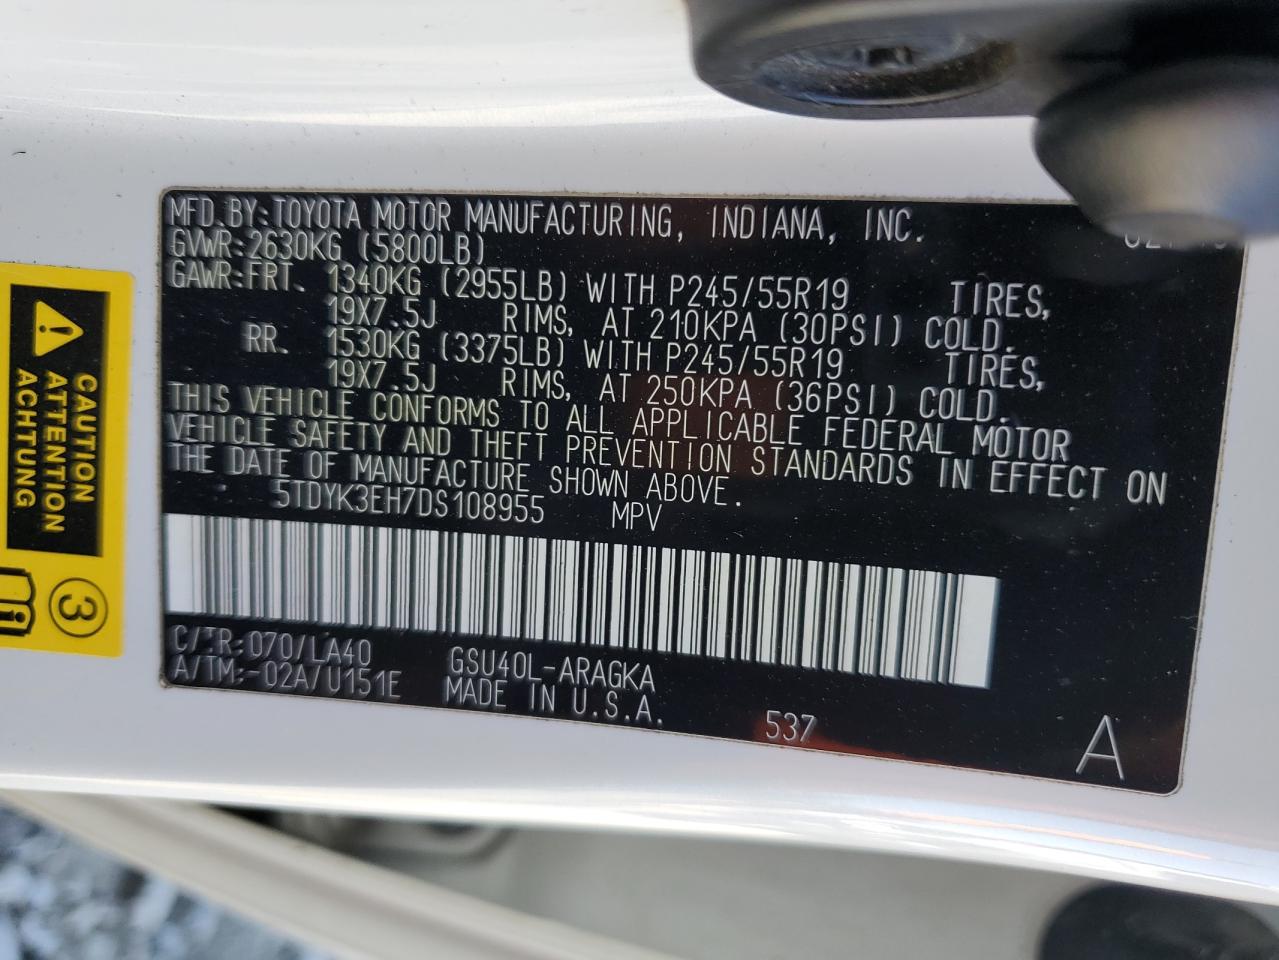 MFD.BY:TOYOTA MOTOR MANUFACTURING, INDIANA, INC.
GVWR:2630KG (5800LB)
GAWR:FRT. 1340KG (2955LB) WITH P245/55R19 TIRES,
19X7.5J RIMS, AT 210KPA (30PSI) COLD.
RR. 1530KG (3375LB) WITH P245/55R19 TIRES,
19X7.5J RIMS, AT 250KPA (36PSI) COLD.
THIS VEHICLE CONFORMS TO ALL APPLICABLE FEDERAL MOTOR
VEHICLE SAFETY AND THEFT PREVENTION STANDARDS IN EFFECT ON
THE DATE OF MANUFACTURE SHOWN ABOVE.
5TDYK3EH7DS108955 MPV
C/TR:070/LA40 GSU40L-ARAGKA
A/TM:-02A/U151E MADE IN U.S.A.
537
A
CAUTION
ATTENTION
ACHTUNG
3